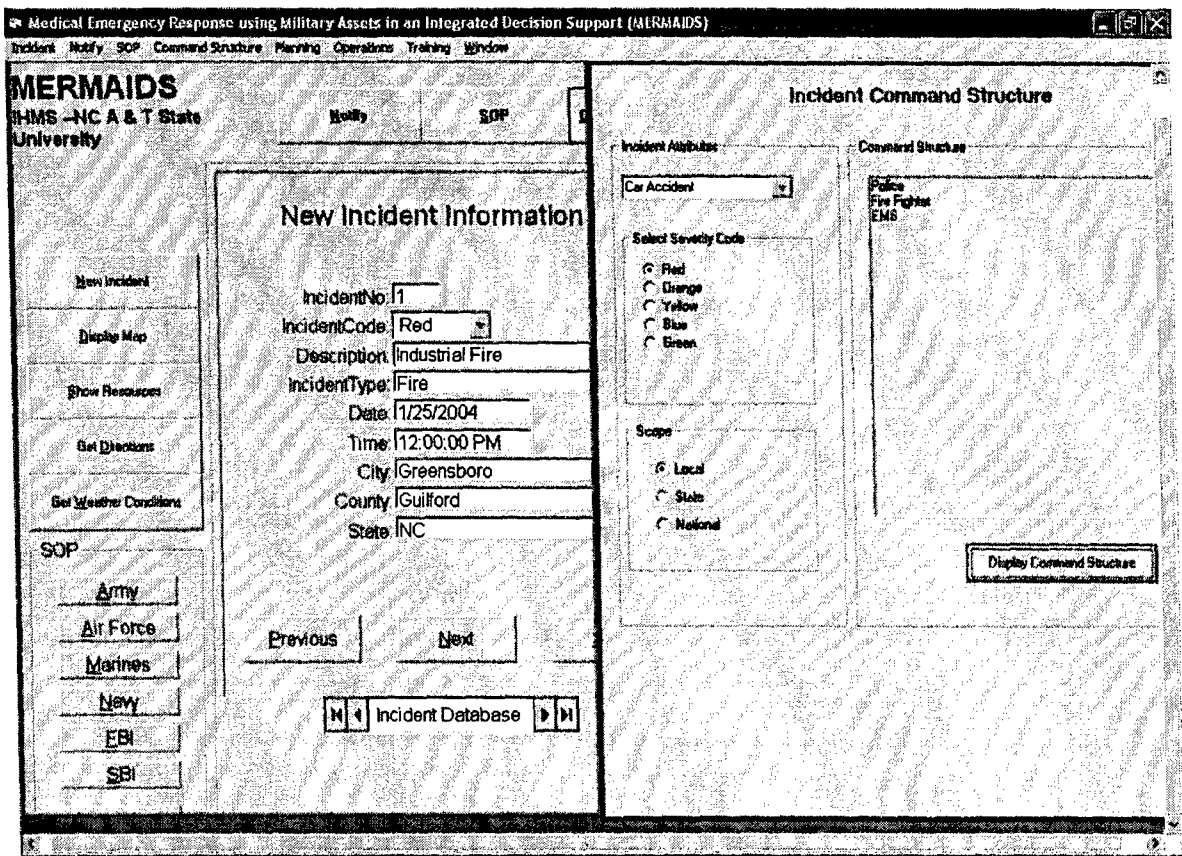 Medical Emergency Response using Military Assets in an Integrated Decision Support (MERMAIDS)
Incident Notify SOP Command Structure Planning Operations Training Window
MERMAIDS
IHMS -NC A & T State
University
Notify
SOP
New Incident
Display Map
Show Resources
Get Directions
Get Weather Conditions
SOP
Army
Air Force
Marines
Navy
FBI
SBI
New Incident Information
IncidentNo: 1
IncidentCode: Red
Description: Industrial Fire
IncidentType: Fire
Date: 1/25/2004
Time: 12:00:00 PM
City: Greensboro
County: Guilford
State: NC
Previous
Next
Incident Database
Incident Command Structure
Incident Attributes
Car Accident
Select Severity Code
Red
Orange
Yellow
Blue
Green
Scope
Local
State
National
Command Structure
Police
Fire Fighter
EMS
Display Command Structure